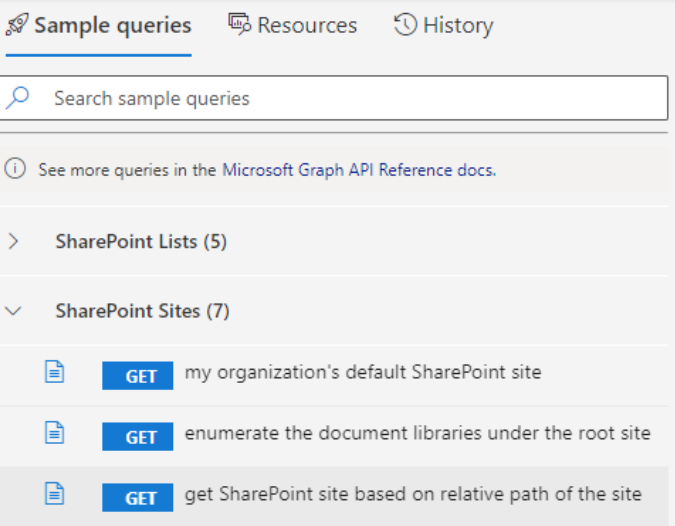 Sample queries Resources History
Search sample queries
See more queries in the Microsoft Graph API Reference docs.
SharePoint Lists (5)
SharePoint Sites (7)
GET my organization's default SharePoint site
GET enumerate the document libraries under the root site
GET get SharePoint site based on relative path of the site